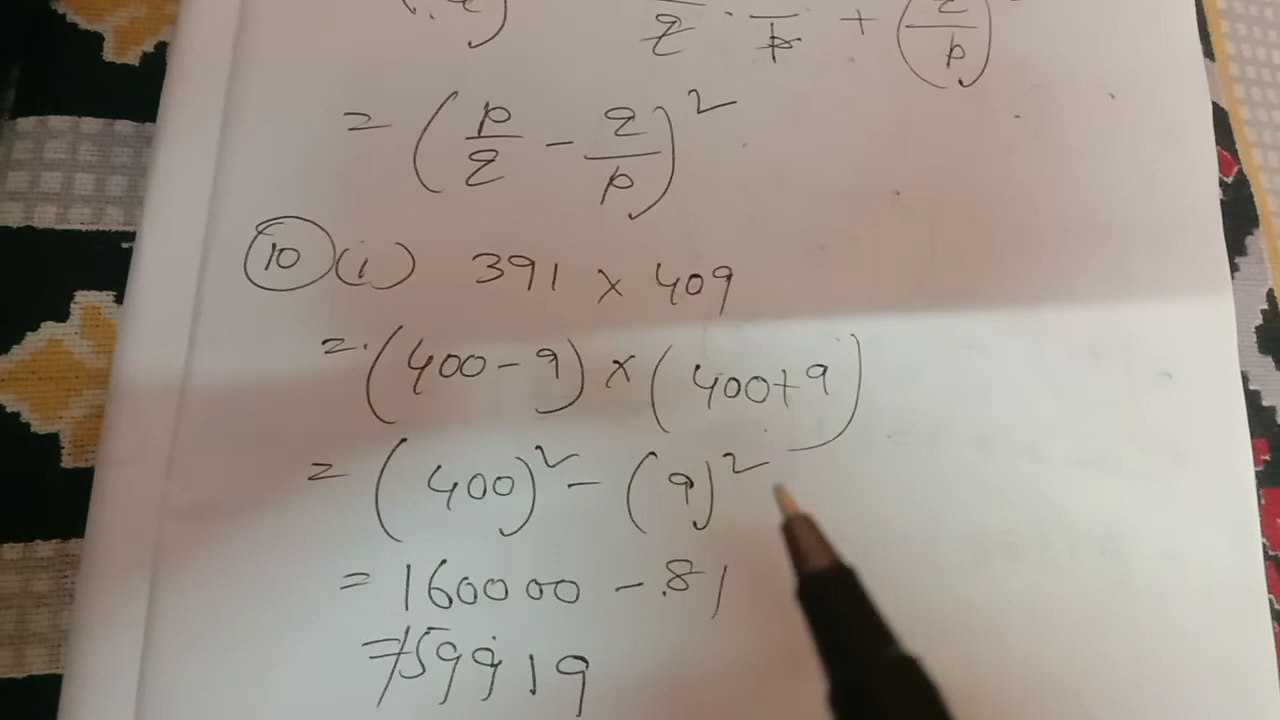 = (p/q - q/p)²
10 (i) 391 × 409
= (400-9) × (400+9)
= (400)² - (9)²
= 160000 - 81
=159919